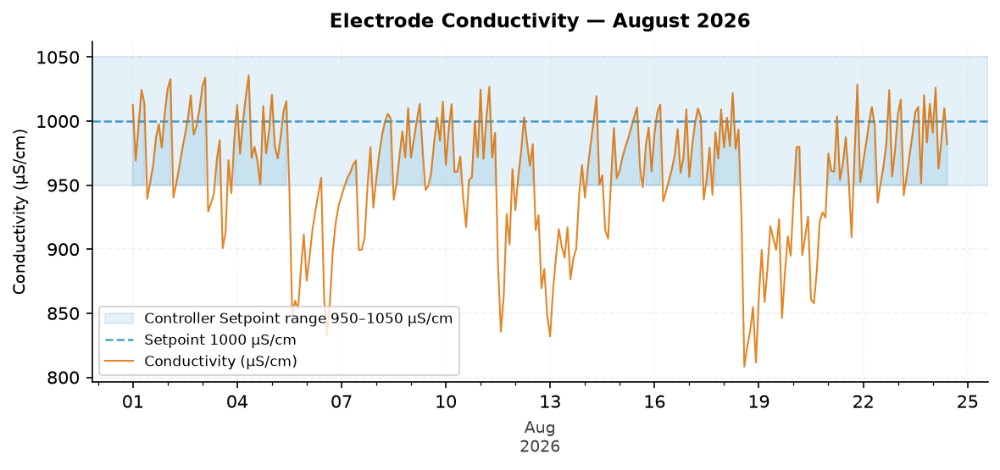 Electrode Conductivity — August 2026
Conductivity (µS/cm)
1050
1000
950
900
850
800
Controller Setpoint range 950–1050 µS/cm
Setpoint 1000 µS/cm
Conductivity (µS/cm)
01 04 07 10 13 16 19 22 25
Aug
2026